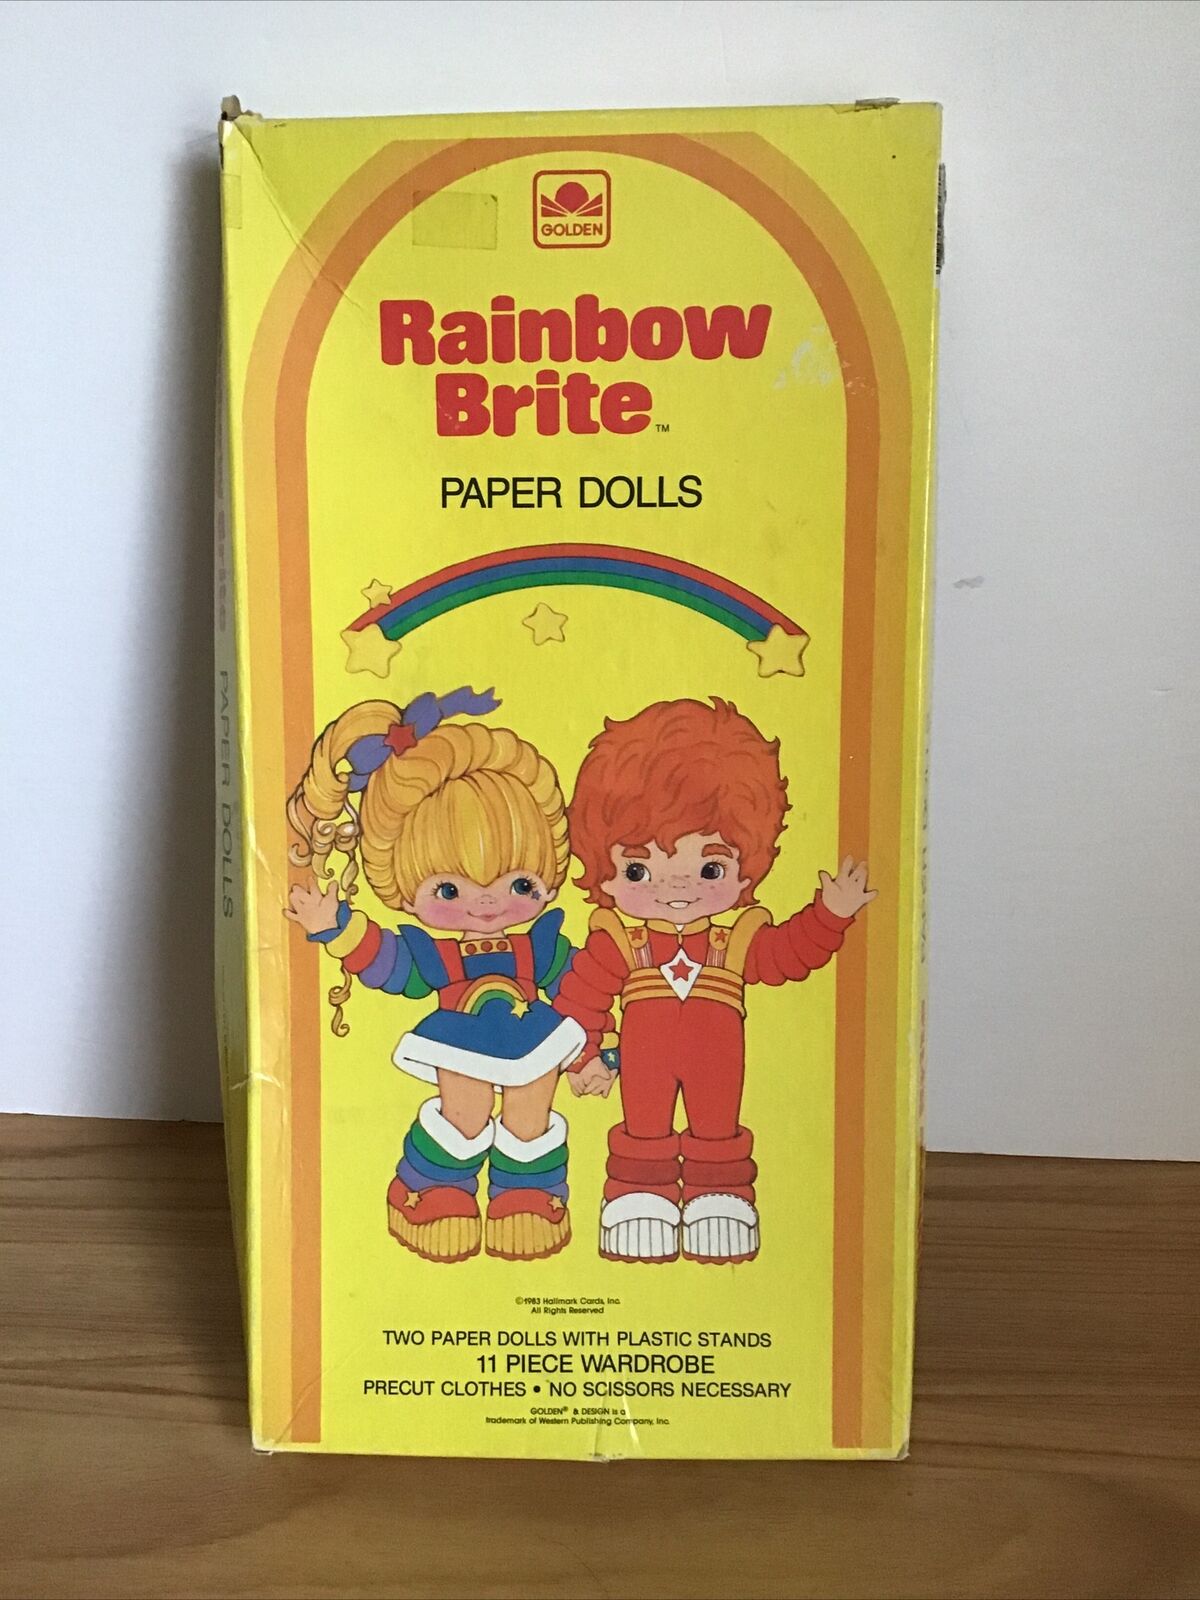 GOLDEN
Rainbow
Brite™
PAPER DOLLS
©1983 Hallmark Cards, Inc.
All Rights Reserved
TWO PAPER DOLLS WITH PLASTIC STANDS
11 PIECE WARDROBE
PRECUT CLOTHES • NO SCISSORS NECESSARY
GOLDEN® & DESIGN is a
trademark of Western Publishing Company, Inc.
PAPER DOLLS